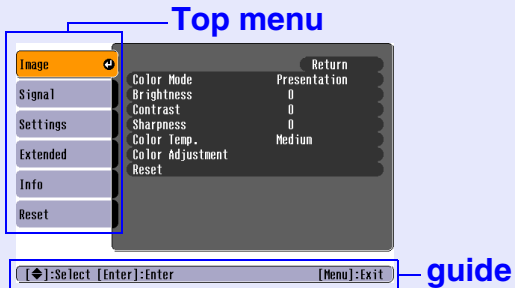 Top menu
Image
Signal
Settings
Extended
Info
Reset
Return
Color Mode Presentation
Brightness 0
Contrast 0
Sharpness 0
Color Temp. Medium
Color Adjustment
Reset
[◆]:Select [Enter]:Enter [Menu]:Exit
guide